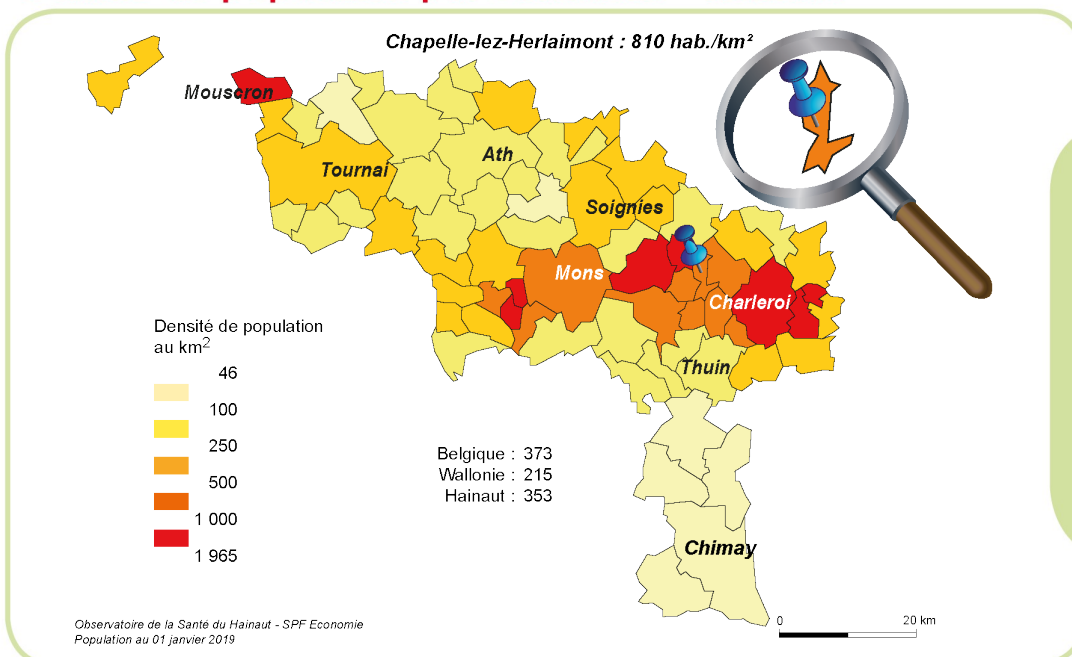 Chapelle-lez-Herlaimont : 810 hab./km²
Mouscron
Ath
Tournai
Soignies
Mons
Charleroi
Thuin
Densité de population
au km²
46
100
250
500
1 000
1 965
Belgique : 373
Wallonie : 215
Hainaut : 353
Chimay
0 20 km
Observatoire de la Santé du Hainaut - SPF Economie
Population au 01 janvier 2019